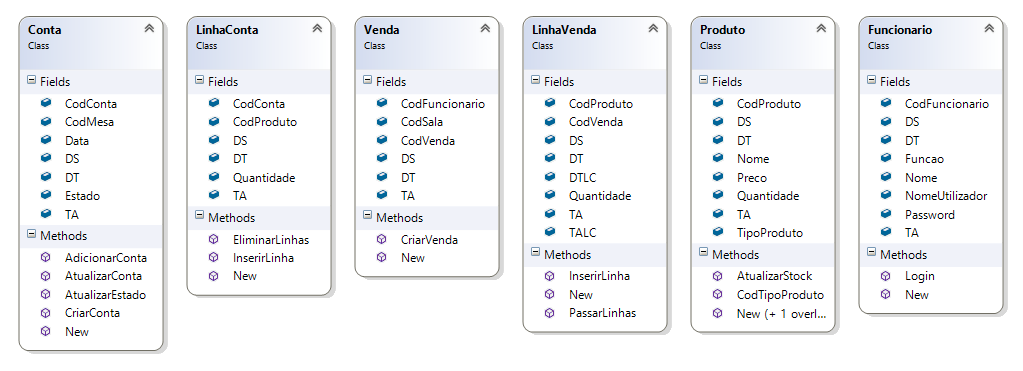 Conta
Class
Fields
CodConta
CodMesa
Data
DS
DT
Estado
TA
Methods
AdicionarConta
AtualizarConta
AtualizarEstado
CriarConta
New
LinhaConta
Class
Fields
CodConta
CodProduto
DS
DT
Quantidade
TA
Methods
EliminarLinhas
InserirLinha
New
Venda
Class
Fields
CodFuncionario
CodSala
CodVenda
DS
DT
TA
Methods
CriarVenda
New
LinhaVenda
Class
Fields
CodProduto
CodVenda
DS
DT
DTLC
Quantidade
TA
TALC
Methods
InserirLinha
New
PassarLinhas
Produto
Class
Fields
CodProduto
DS
DT
Nome
Preco
Quantidade
TA
TipoProduto
Methods
AtualizarStock
CodTipoProduto
New (+ 1 overl...
Funcionario
Class
Fields
CodFuncionario
DS
DT
Funcao
Nome
NomeUtilizador
Password
TA
Methods
Login
New